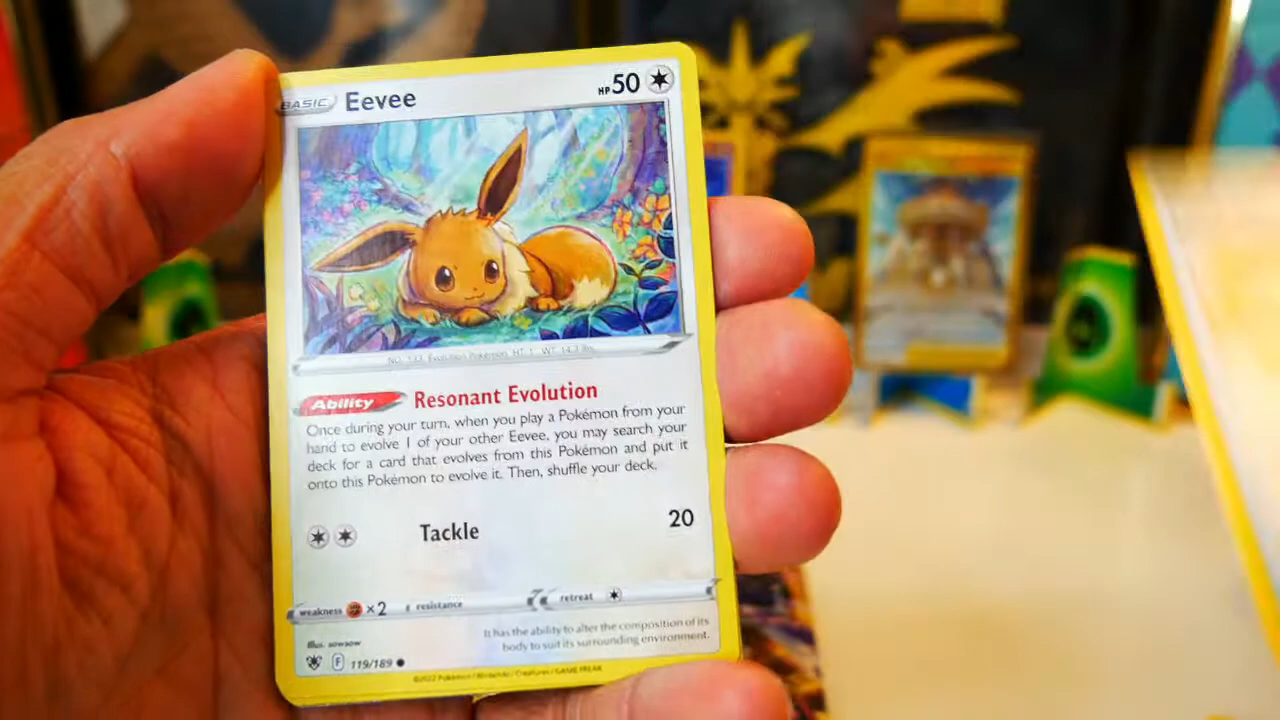 BASIC Eevee HP 50
NO. 133 Evolution Pokémon HT: 1' WT: 14.3 lbs.
Ability Resonant Evolution
Once during your turn, when you play a Pokémon from your
hand to evolve 1 of your other Eevee, you may search your
deck for a card that evolves from this Pokémon and put it
onto this Pokémon to evolve it. Then, shuffle your deck.
Tackle 20
weakness ×2 resistance retreat
It has the ability to alter the composition of its
body to suit its surrounding environment.
Illus. sowsow
F 119/189
©2022 Pokémon / Nintendo / Creatures / GAME FREAK